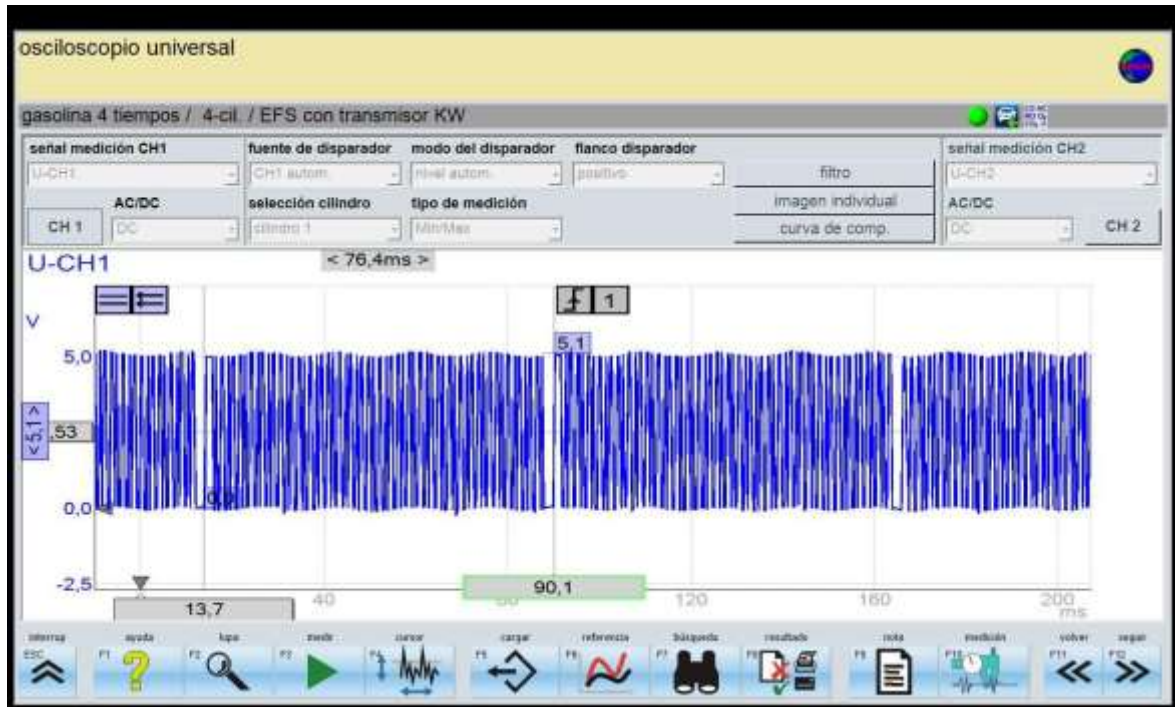 osciloscopio universal
gasolina 4 tiempos / 4-cil. / EFS con transmisor KW
señal medición CH1 fuente de disparador modo del disparador flanco disparador señal medición CH2
U-CH1 CH1 autom. nivel autom. positivo filtro U-CH2
AC/DC selección cilindro tipo de medición imagen individual AC/DC
CH 1 DC cilindro 1 Min/Max curva de comp. DC CH 2
U-CH1 < 76,4ms >
1
V
5,1
5,0
<5,1>
,53
0,0
0,0
-2,5
90,1
13,7 40 120 160 200
ms
interrup ayuda lupa medir cursor cargar referencia búsqueda resultado nota medición volver seguir
ESC F1 F2 F3 F4 F5 F6 F7 F8 F9 F10 F11 F12